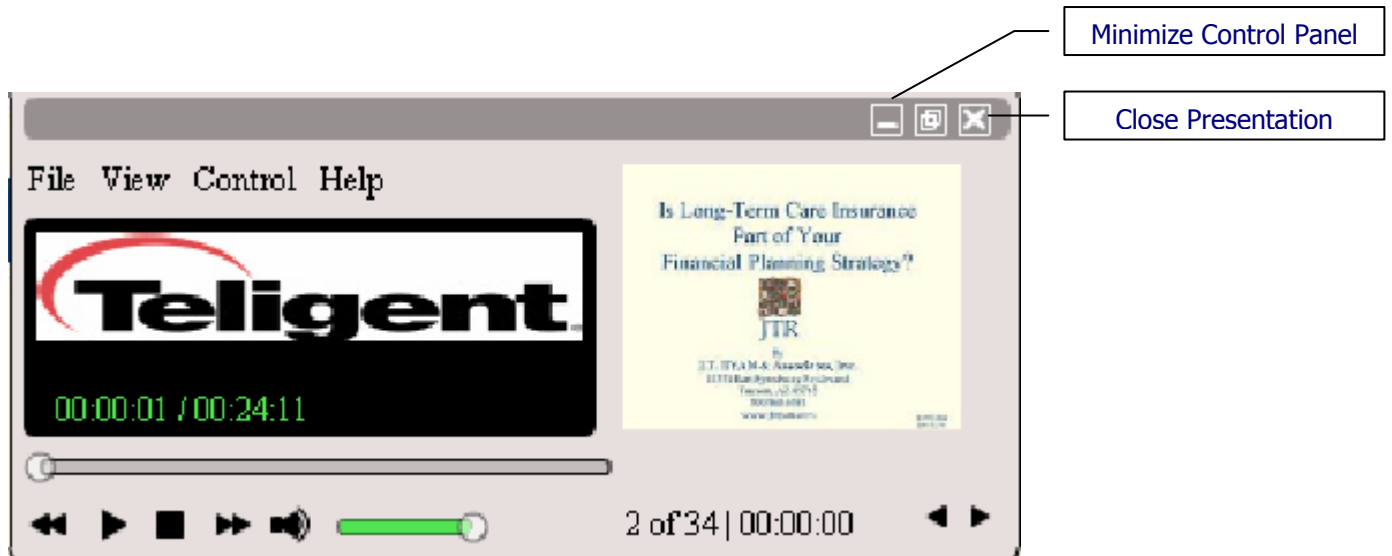 Minimize Control Panel
Close Presentation
File View Control Help
Is Long-Term Care Insurance
Part of Your
Financial Planning Strategy?
JTR
By
Teligent
00:00:01 / 00:24:11
2 of 34 | 00:00:00